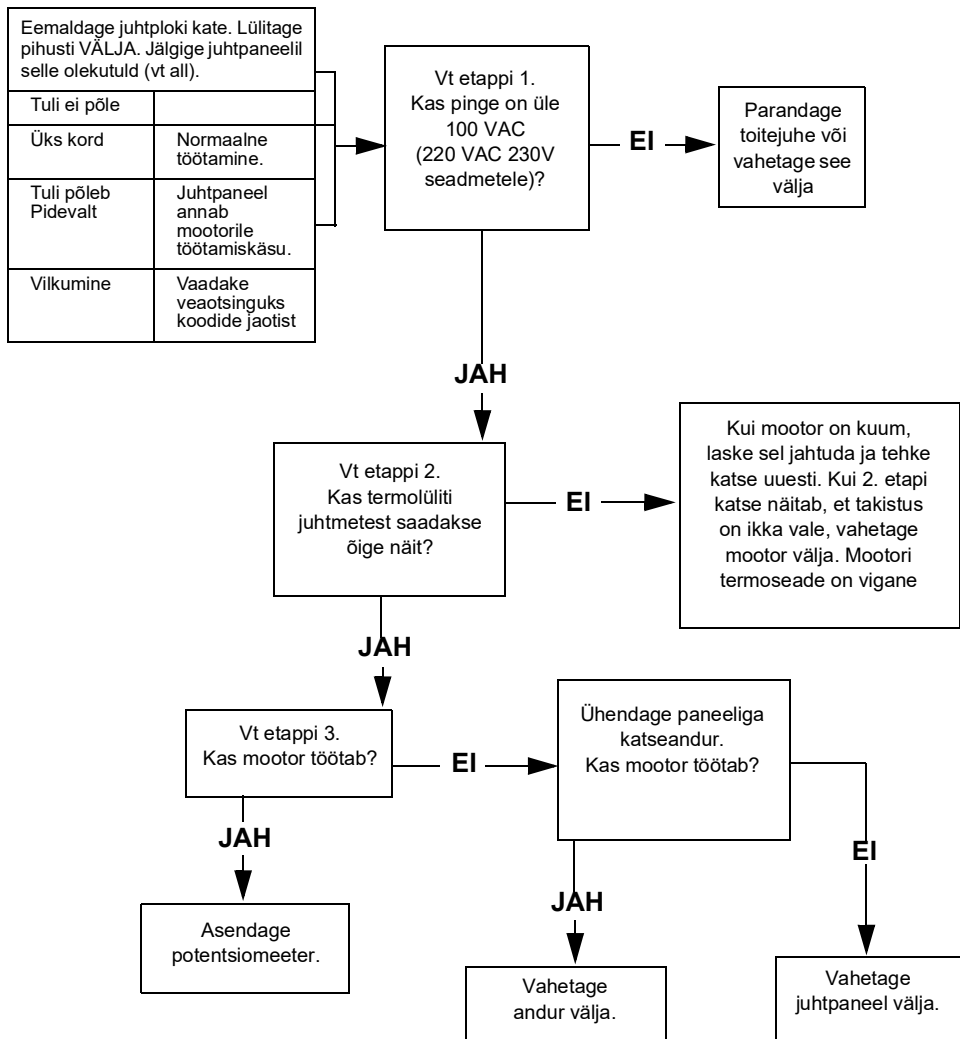 Eemaldage juhtploki kate. Lülitage
pihusti VÄLJA. Jälgige juhtpaneelil
selle olekutuld (vt all).
Tuli ei põle
Üks kord
Normaalne
töötamine.
Tuli põleb
Pidevalt
Juhtpaneel
annab
mootorile
töötamiskäsu.
Vilkumine
Vaadake
veaotsinguks
koodide jaotist
Vt etappi 1.
Kas pinge on üle
100 VAC
(220 VAC 230V
seadmetele)?
EI
Parandage
toitejuhe või
vahetage see
välja
JAH
Vt etappi 2.
Kas termolüliti
juhtmetest saadakse
õige näit?
EI
Kui mootor on kuum,
laske sel jahtuda ja tehke
katse uuesti. Kui 2. etapi
katse näitab, et takistus
on ikka vale, vahetage
mootor välja. Mootori
termoseade on vigane
JAH
Vt etappi 3.
Kas mootor töötab?
EI
Ühendage paneeliga
katseandur.
Kas mootor töötab?
JAH
Asendage
potentsiomeeter.
JAH
Vahetage
andur välja.
EI
Vahetage
juhtpaneel välja.